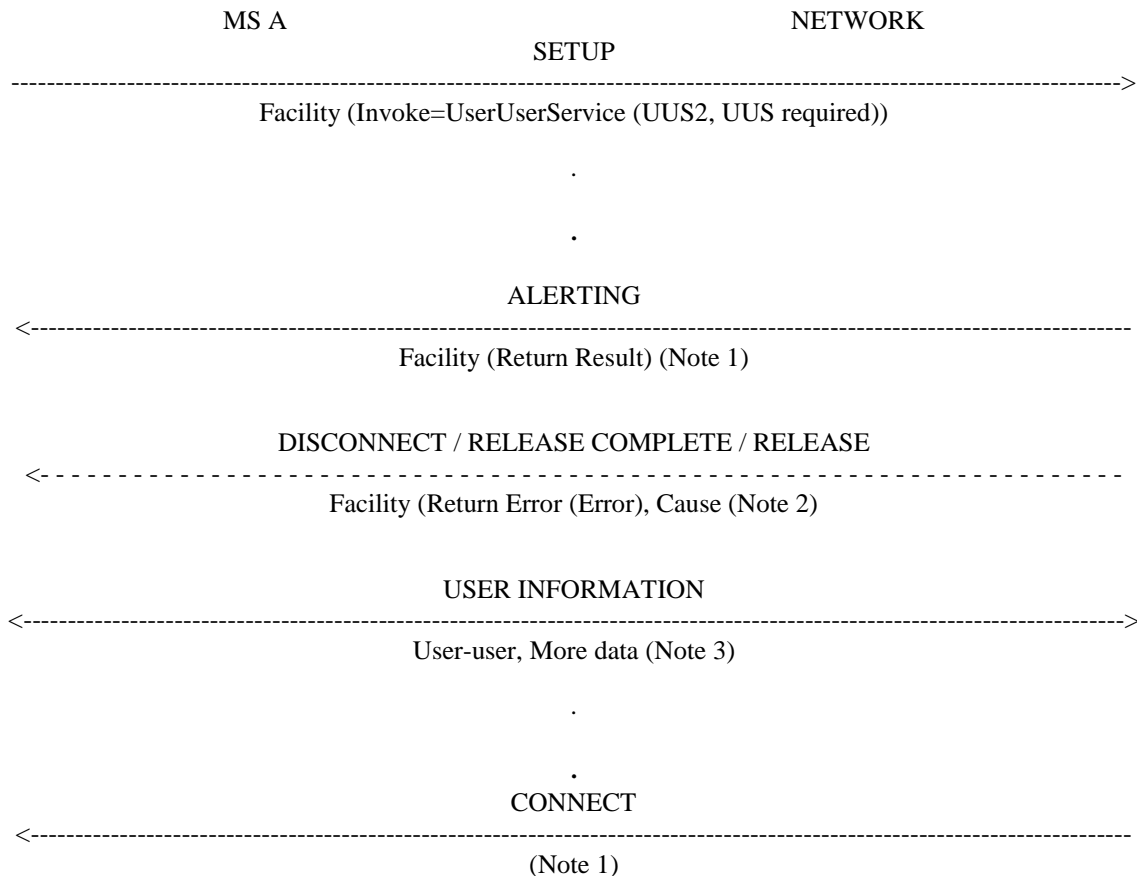 MS A NETWORK
SETUP
-------------------------------------------------------------------------------------------------------------------------------->
Facility (Invoke=UserUserService (UUS2, UUS required))
.
.
ALERTING
<--------------------------------------------------------------------------------------------------------------------------------
Facility (Return Result) (Note 1)
DISCONNECT / RELEASE COMPLETE / RELEASE
<- - - - - - - - - - - - - - - - - - - - - - - - - - - - - - - - - - - - - - - - - - - - - - - - - - - - - - - - - - - - - - - - - - - - - -
Facility (Return Error (Error), Cause (Note 2)
USER INFORMATION
<------------------------------------------------------------------------------------------------------------------------------->
User-user, More data (Note 3)
.
.
CONNECT
<--------------------------------------------------------------------------------------------------------------------------------
(Note 1)